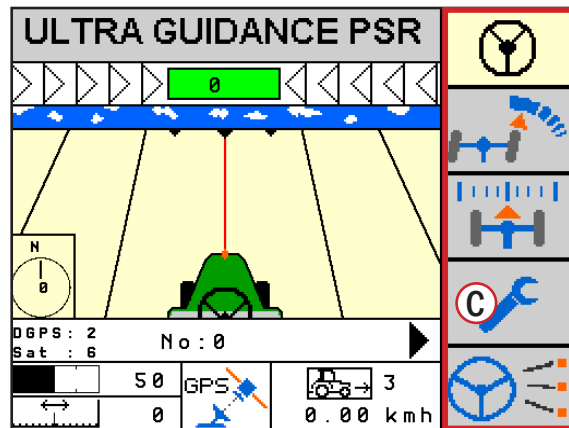 ULTRA GUIDANCE PSR
0
N
0
C
DGPS: 2
Sat : 6
No:0
50
GPS
3
0
0.00 kmh